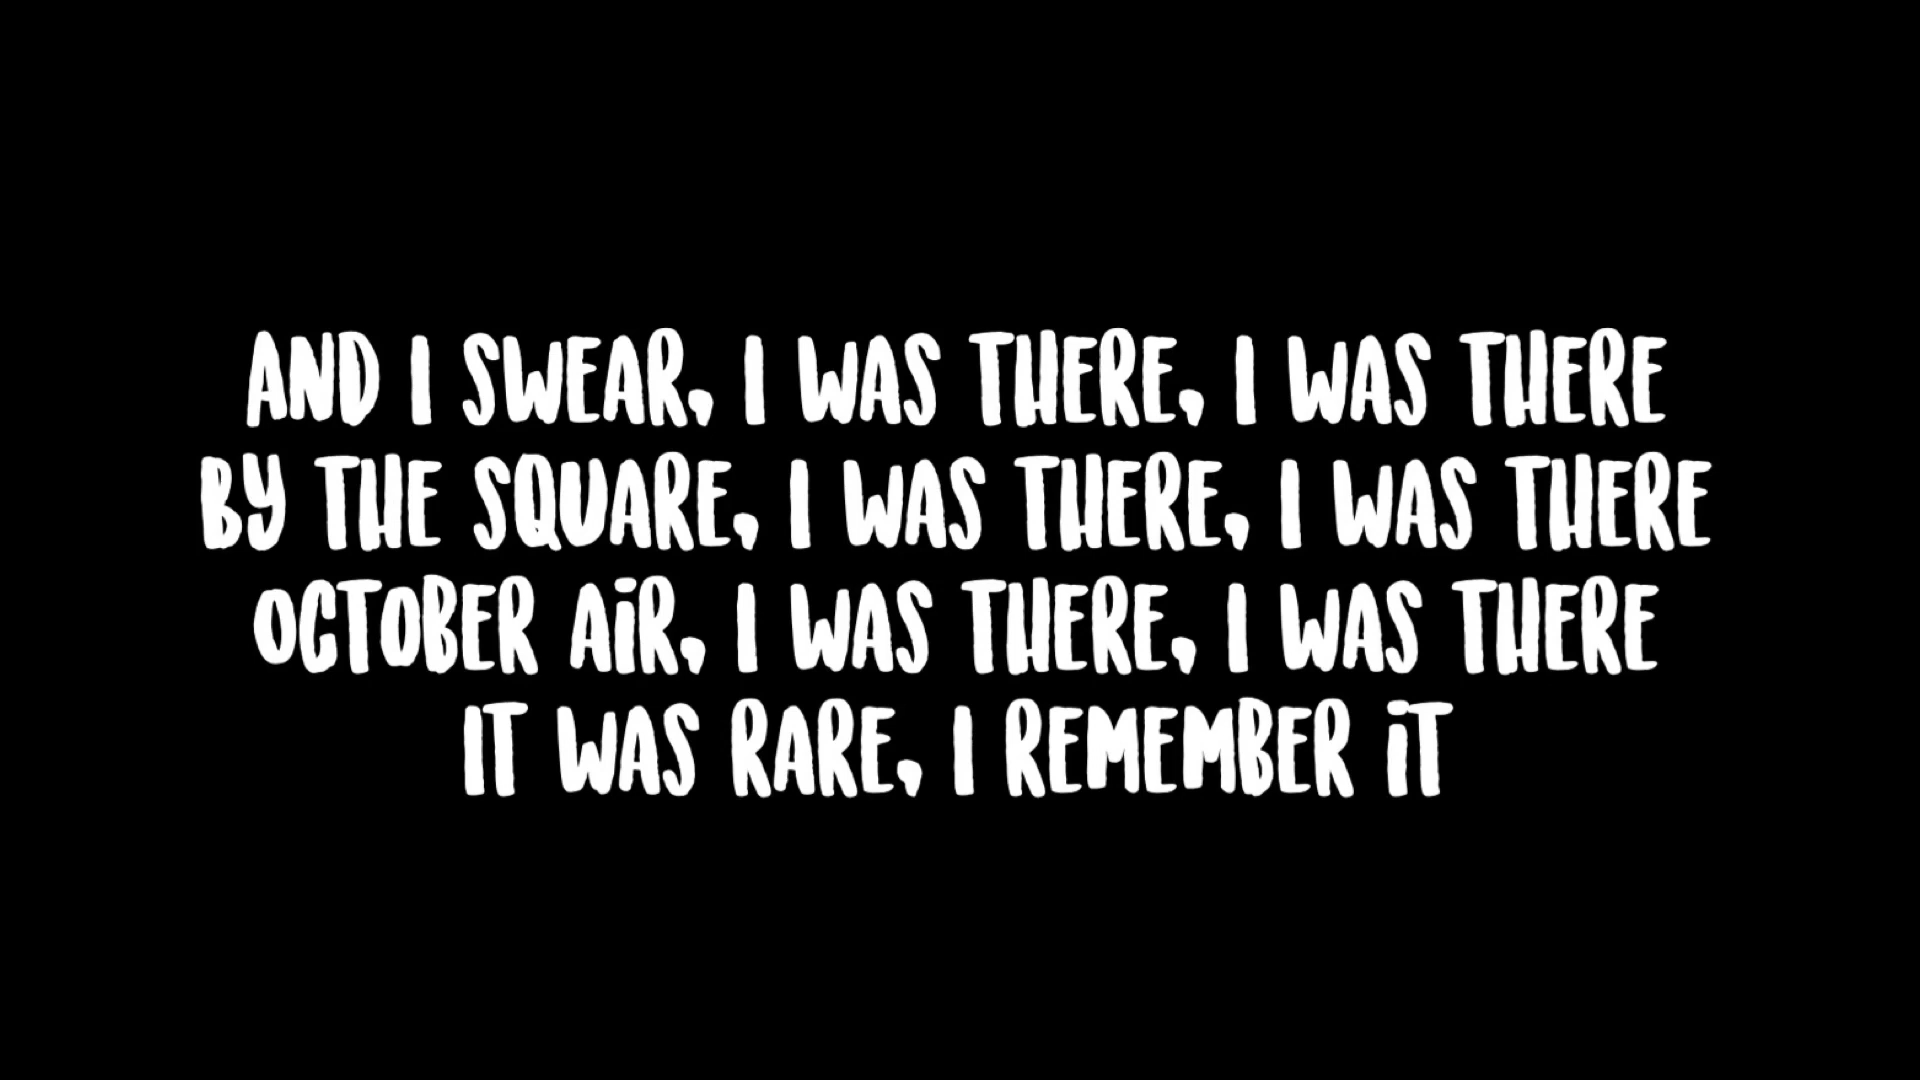 AND I SWEAR, I WAS THERE, I WAS THERE
BY THE SQUARE, I WAS THERE, I WAS THERE
OCTOBER AiR, I WAS THERE, I WAS THERE
IT WAS RARE, I REMEMBER iT